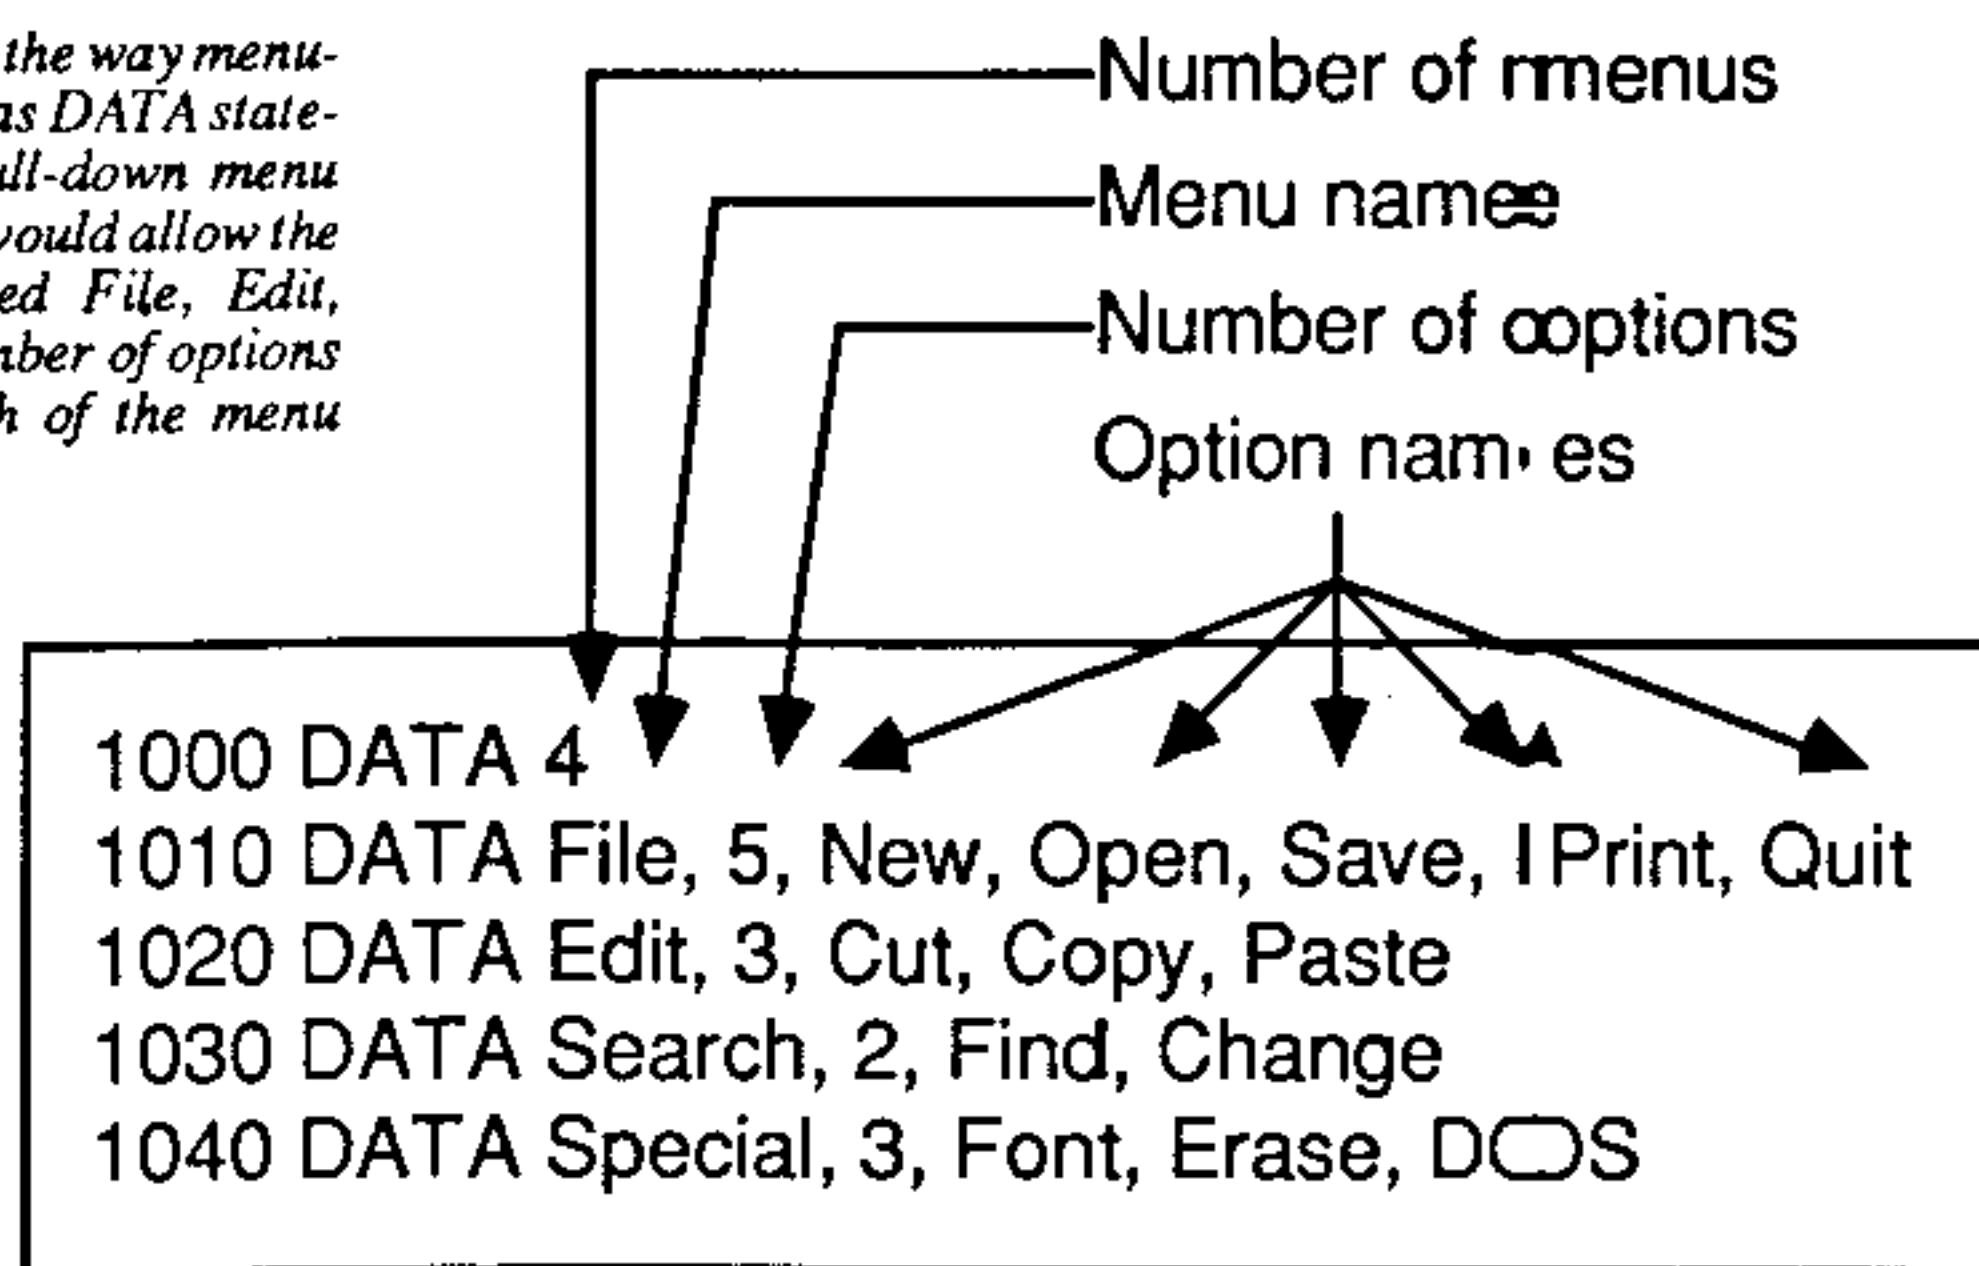 the way menu-
as DATA state-
ull-down menu
would allow the
ed File, Edit,
nber of options
h of the menu
Number of menus
Menu names
Number of options
Option names
1000 DATA 4
1010 DATA File, 5, New, Open, Save, Print, Quit
1020 DATA Edit, 3, Cut, Copy, Paste
1030 DATA Search, 2, Find, Change
1040 DATA Special, 3, Font, Erase, DOS